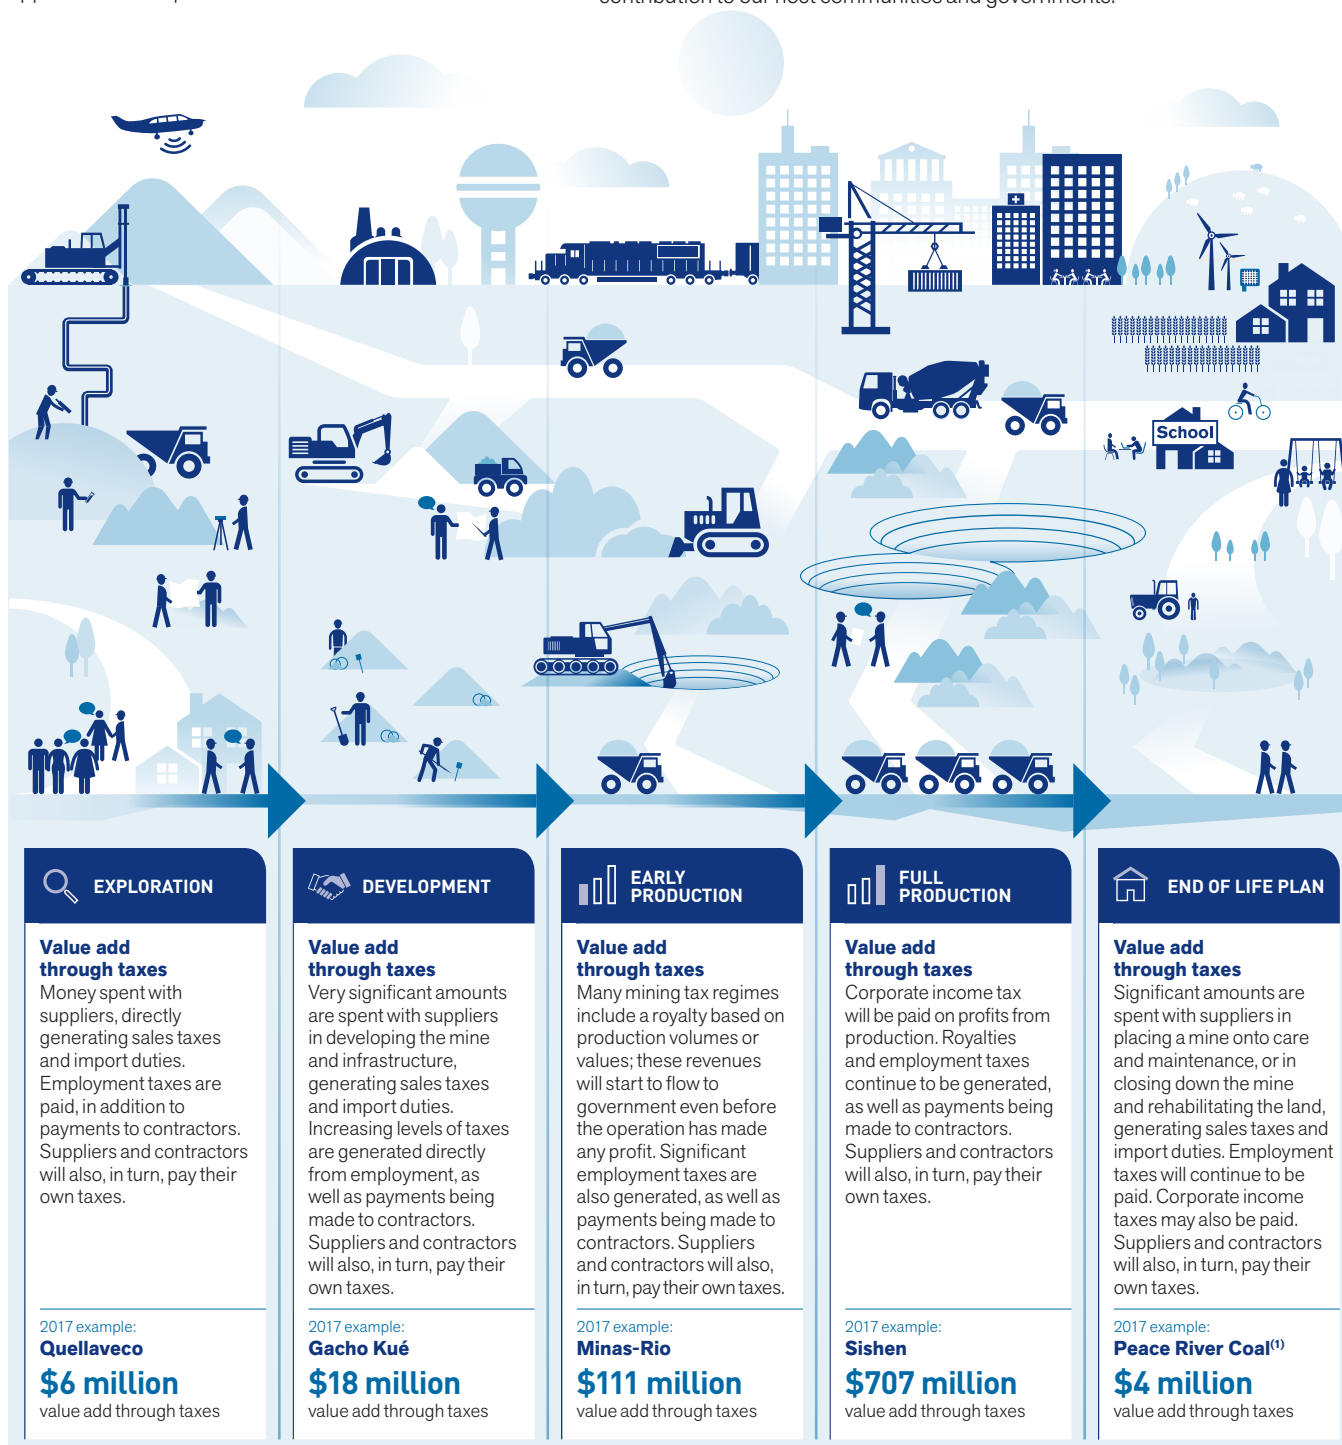 contribution to our host communities and governments.
School
EXPLORATION
Value add
through taxes
Money spent with
suppliers, directly
generating sales taxes
and import duties.
Employment taxes are
paid, in addition to
payments to contractors.
Suppliers and contractors
will also, in turn, pay their
own taxes.
2017 example:
Quellaveco
$6 million
value add through taxes
DEVELOPMENT
Value add
through taxes
Very significant amounts
are spent with suppliers
in developing the mine
and infrastructure,
generating sales taxes
and import duties.
Increasing levels of taxes
are generated directly
from employment, as
well as payments being
made to contractors.
Suppliers and contractors
will also, in turn, pay their
own taxes.
2017 example:
Gacho Kué
$18 million
value add through taxes
EARLY
PRODUCTION
Value add
through taxes
Many mining tax regimes
include a royalty based on
production volumes or
values; these revenues
will start to flow to
government even before
the operation has made
any profit. Significant
employment taxes are
also generated, as well as
payments being made to
contractors. Suppliers
and contractors will also,
in turn, pay their own taxes.
2017 example:
Minas-Rio
$111 million
value add through taxes
FULL
PRODUCTION
Value add
through taxes
Corporate income tax
will be paid on profits from
production. Royalties
and employment taxes
continue to be generated,
as well as payments being
made to contractors.
Suppliers and contractors
will also, in turn, pay their
own taxes.
2017 example:
Sishen
$707 million
value add through taxes
END OF LIFE PLAN
Value add
through taxes
Significant amounts are
spent with suppliers in
placing a mine onto care
and maintenance, or in
closing down the mine
and rehabilitating the land,
generating sales taxes and
import duties. Employment
taxes will continue to be
paid. Corporate income
taxes may also be paid.
Suppliers and contractors
will also, in turn, pay their
own taxes.
2017 example:
Peace River Coal(1)
$4 million
value add through taxes